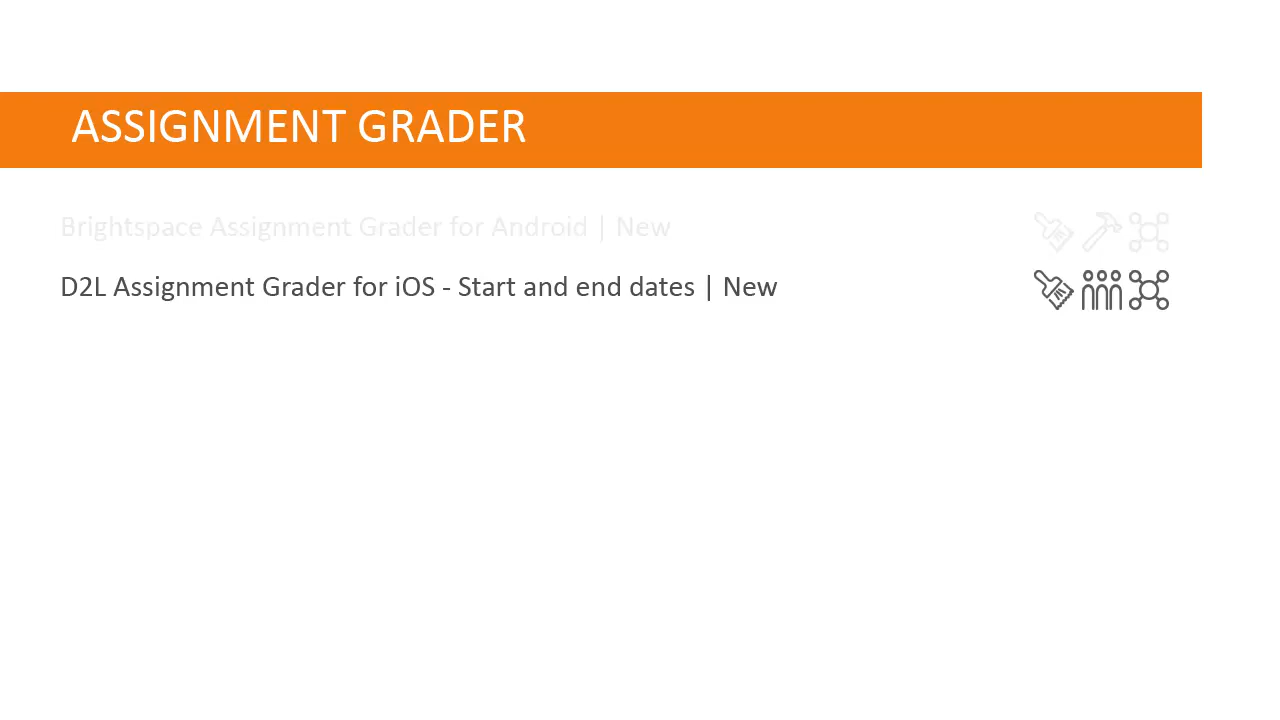 ASSIGNMENT GRADER
Brightspace Assignment Grader for Android | New
D2L Assignment Grader for iOS - Start and end dates | New